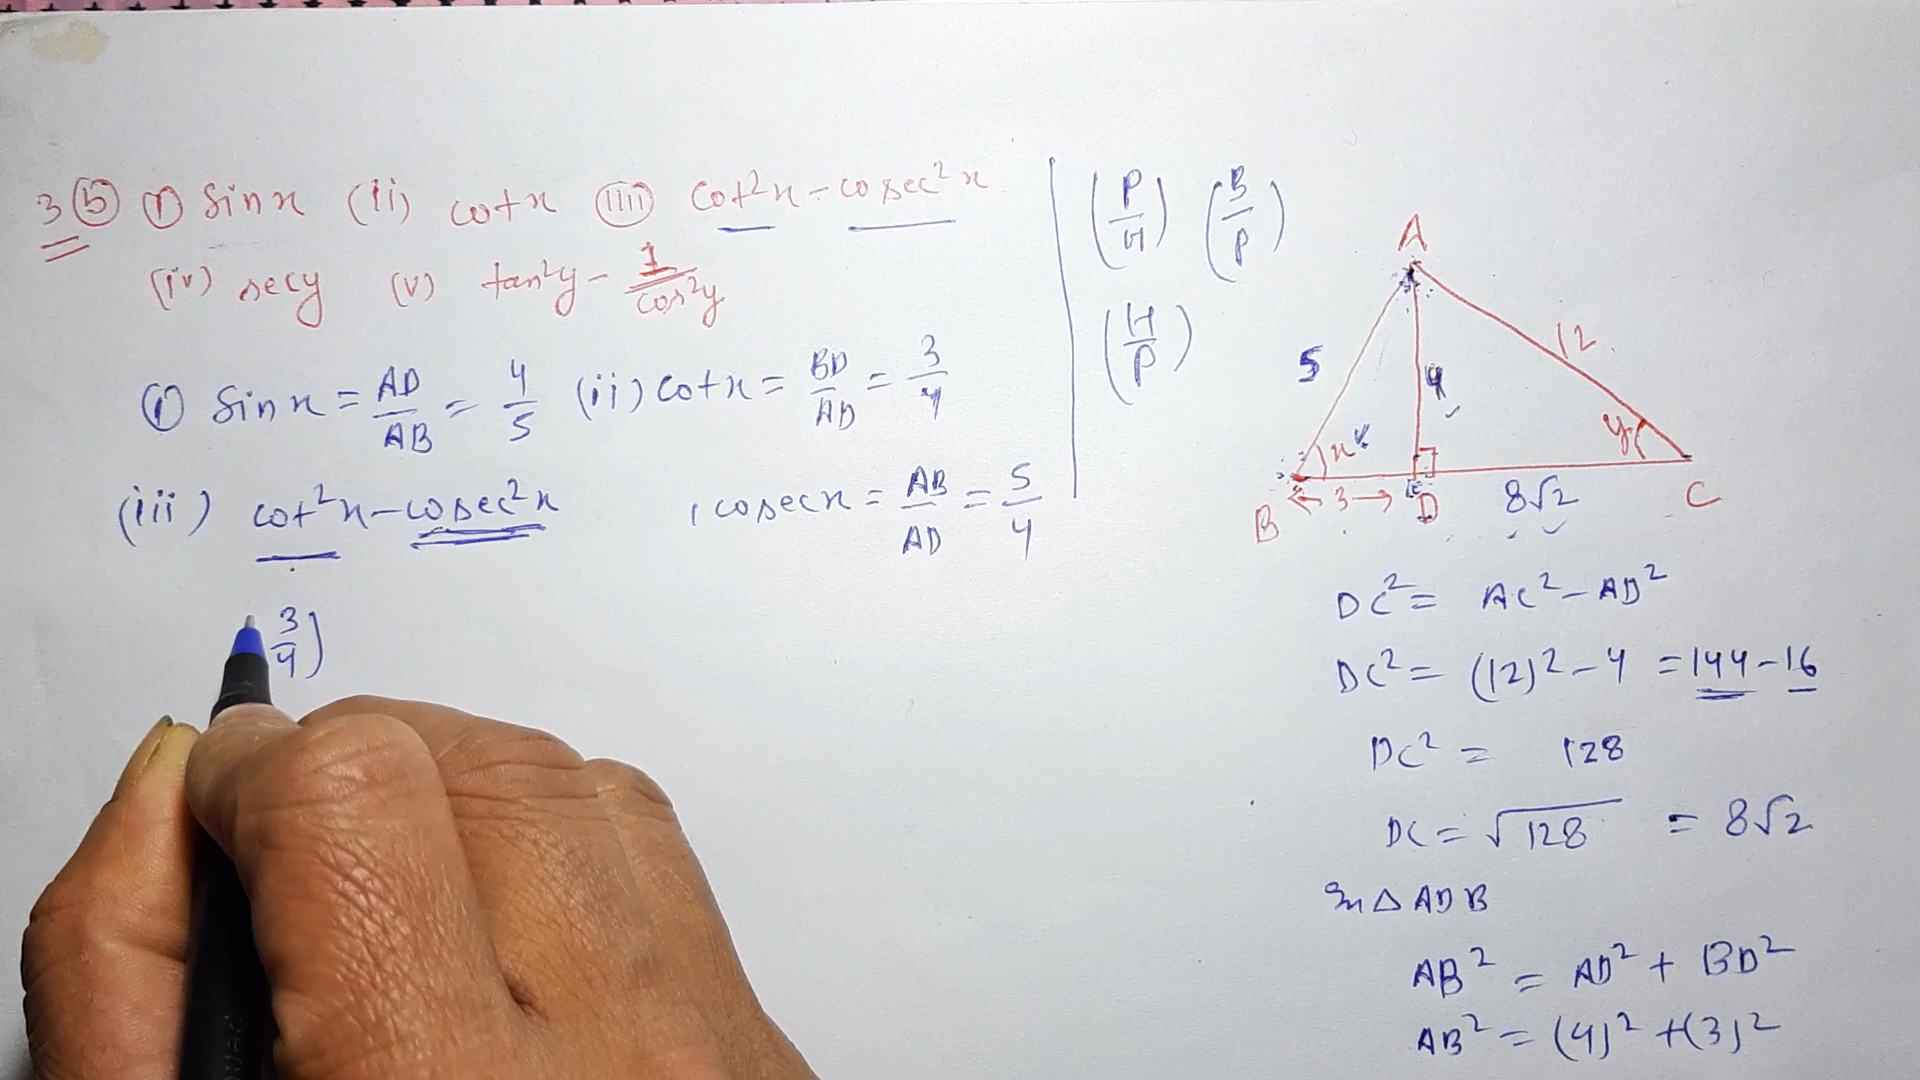 3 (5) (i) Sin x (ii) cot x (iii) cot²x - cosec²x
(iv) sec y (v) tan²y - 1/cos²y
(i) Sin x = AD/AB = 4/5 (ii) cot x = BD/AD = 3/4
(iii) cot²x - cosec²x , cosec x = AB/AD = 5/4
3/4)
(P/H) (B/P)
(H/P)
A
5 4 12
x y
B 3 D 8√2 C
DC² = AC² - AD²
DC² = (12)² - 4 = 144 - 16
DC² = 128
DC = √128 = 8√2
In △ ADB
AB² = AD² + BD²
AB² = (4)² + (3)²